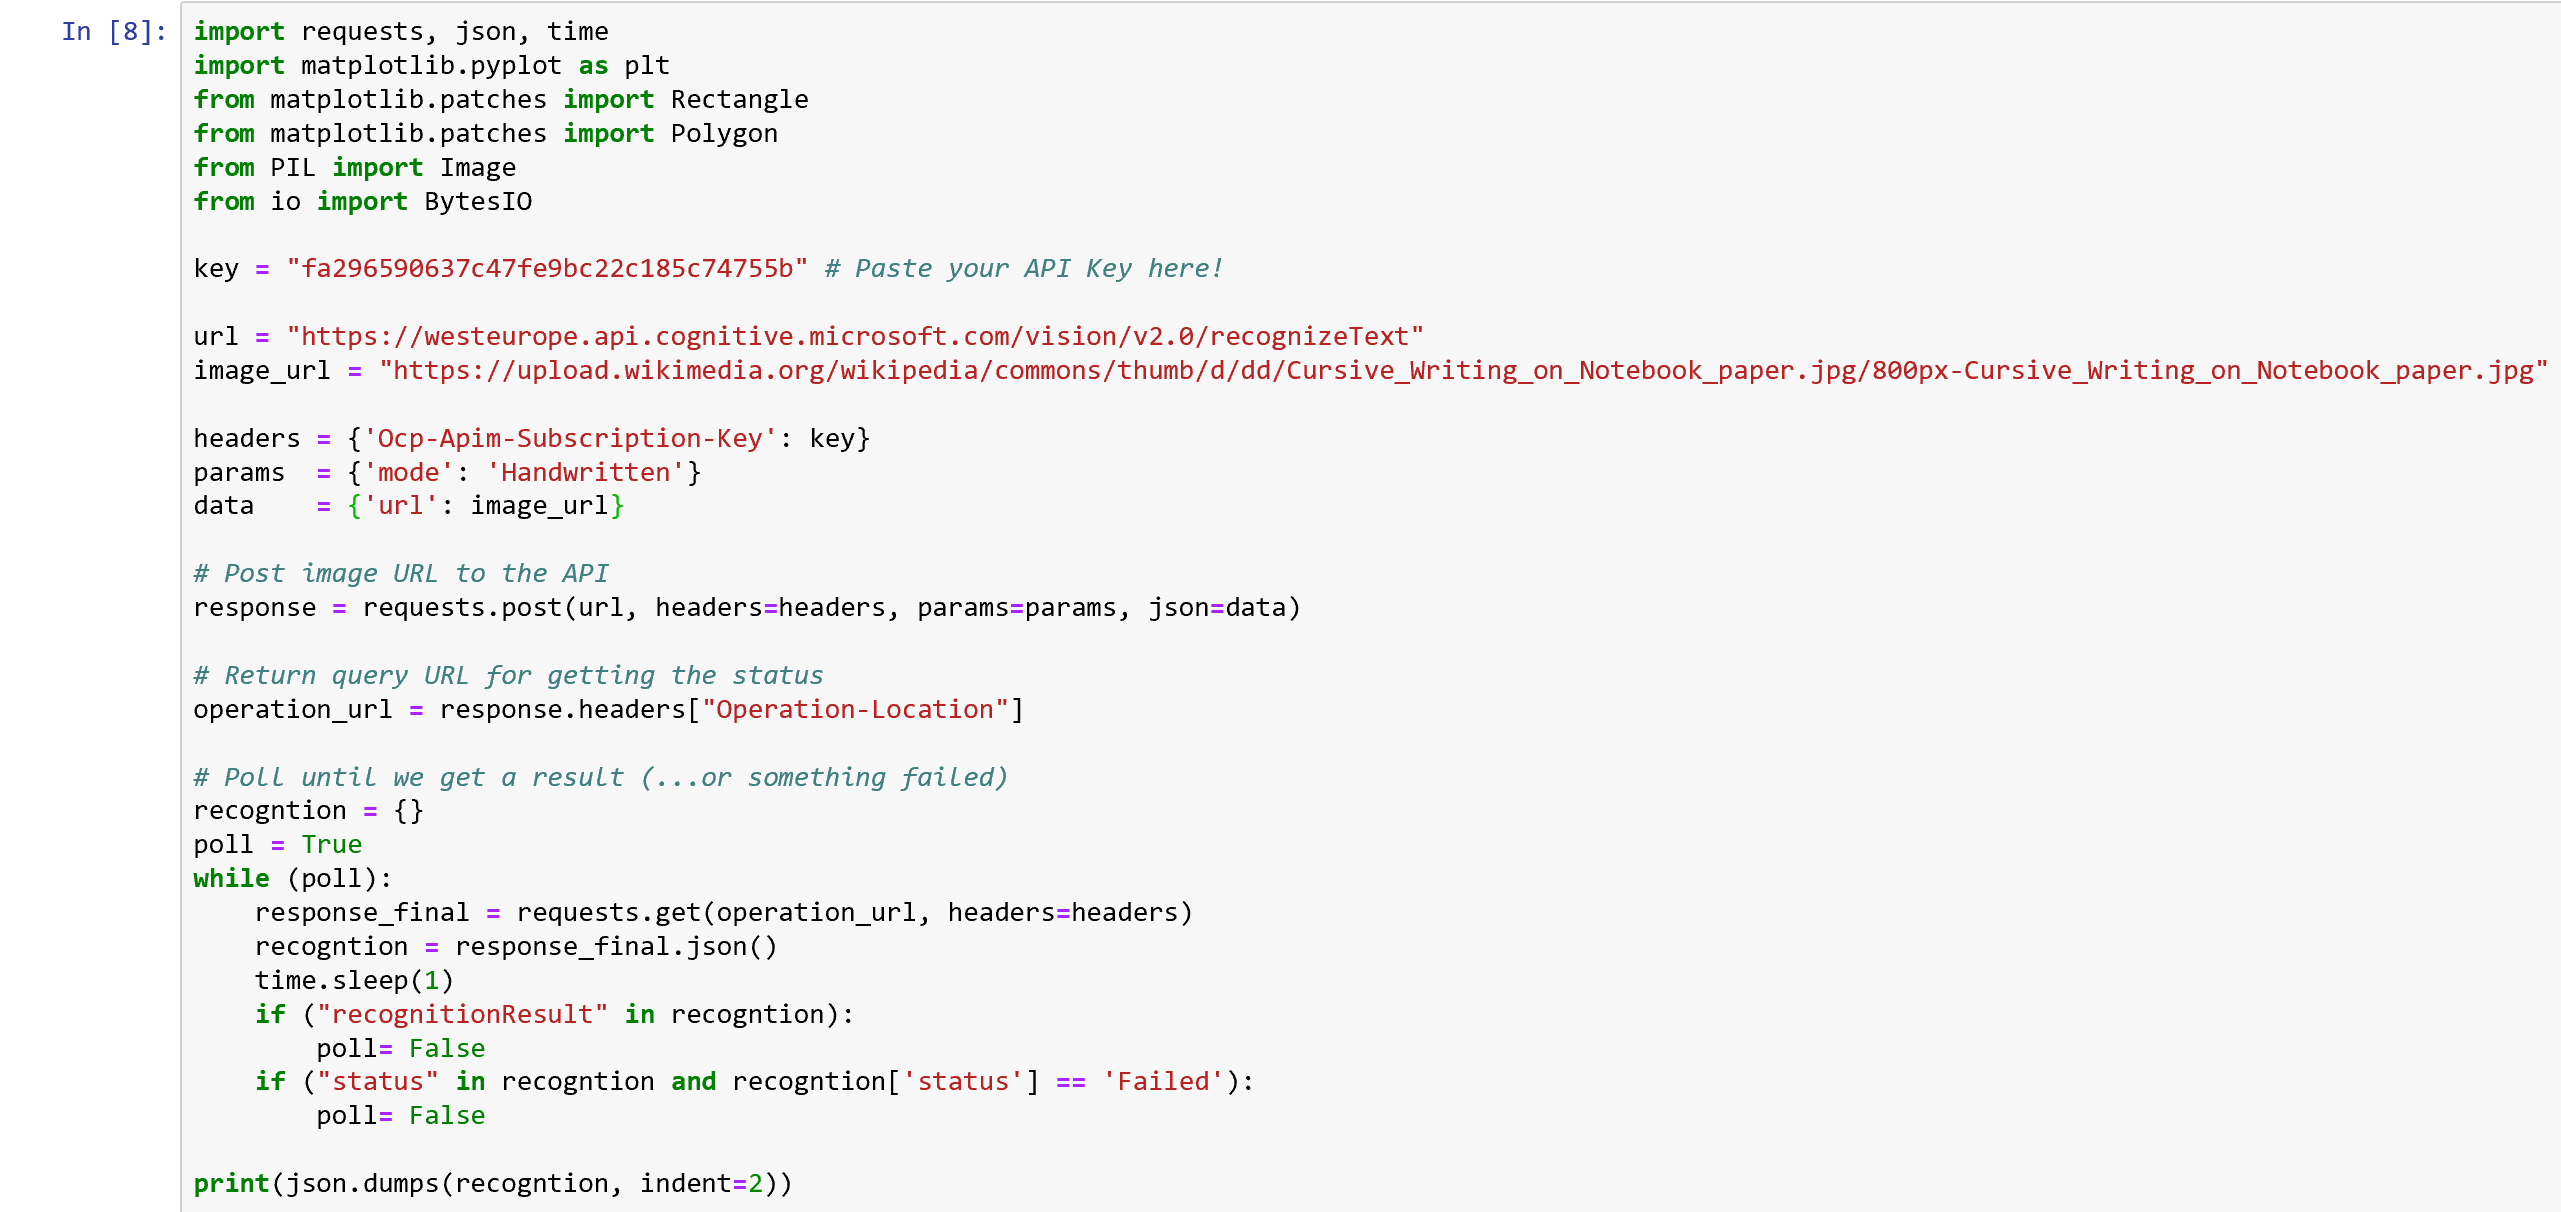 In [8]:
import requests, json, time
import matplotlib.pyplot as plt
from matplotlib.patches import Rectangle
from matplotlib.patches import Polygon
from PIL import Image
from io import BytesIO
key = "fa296590637c47fe9bc22c185c74755b" # Paste your API Key here!
url = "https://westeurope.api.cognitive.microsoft.com/vision/v2.0/recognizeText"
image_url = "https://upload.wikimedia.org/wikipedia/commons/thumb/d/dd/Cursive_Writing_on_Notebook_paper.jpg/800px-Cursive_Writing_on_Notebook_paper.jpg"
headers = {'Ocp-Apim-Subscription-Key': key}
params  = {'mode': 'Handwritten'}
data    = {'url': image_url}
# Post image URL to the API
response = requests.post(url, headers=headers, params=params, json=data)
# Return query URL for getting the status
operation_url = response.headers["Operation-Location"]
# Poll until we get a result (...or something failed)
recogntion = {}
poll = True
while (poll):
    response_final = requests.get(operation_url, headers=headers)
    recogntion = response_final.json()
    time.sleep(1)
    if ("recognitionResult" in recogntion):
        poll= False
    if ("status" in recogntion and recogntion['status'] == 'Failed'):
        poll= False
print(json.dumps(recogntion, indent=2))